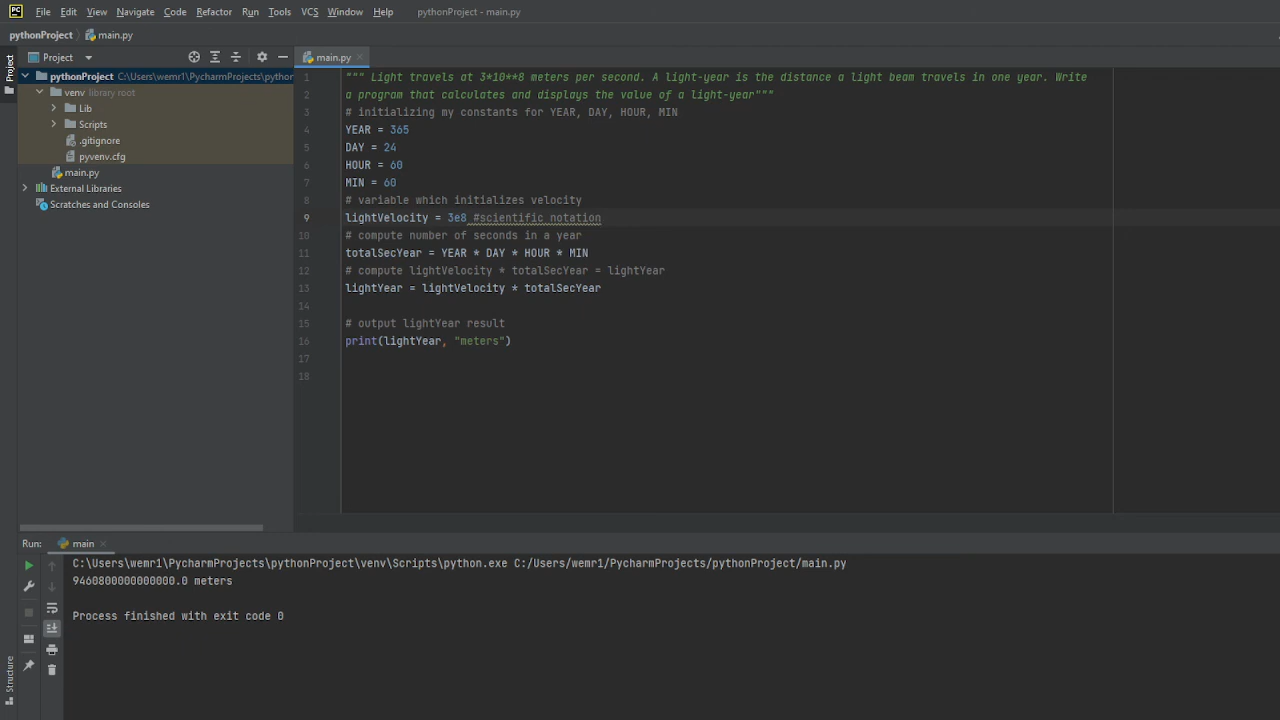 PC File Edit View Navigate Code Refactor Run Tools VCS Window Help pythonProject - main.py
pythonProject main.py
Project main.py
Project
pythonProject C:\Users\wemr1\PycharmProjects\python
venv library root
Lib
Scripts
.gitignore
pyvenv.cfg
main.py
External Libraries
Scratches and Consoles
1 """ Light travels at 3*10**8 meters per second. A light-year is the distance a light beam travels in one year. Write
2 a program that calculates and displays the value of a light-year"""
3 # initializing my constants for YEAR, DAY, HOUR, MIN
4 YEAR = 365
5 DAY = 24
6 HOUR = 60
7 MIN = 60
8 # variable which initializes velocity
9 lightVelocity = 3e8 #scientific notation
10 # compute number of seconds in a year
11 totalSecYear = YEAR * DAY * HOUR * MIN
12 # compute lightVelocity * totalSecYear = lightYear
13 lightYear = lightVelocity * totalSecYear
14
15 # output lightYear result
16 print(lightYear, "meters")
17
18
Run: main
C:\Users\wemr1\PycharmProjects\pythonProject\venv\Scripts\python.exe C:/Users/wemr1/PycharmProjects/pythonProject/main.py
9460800000000000.0 meters
Process finished with exit code 0
Structure